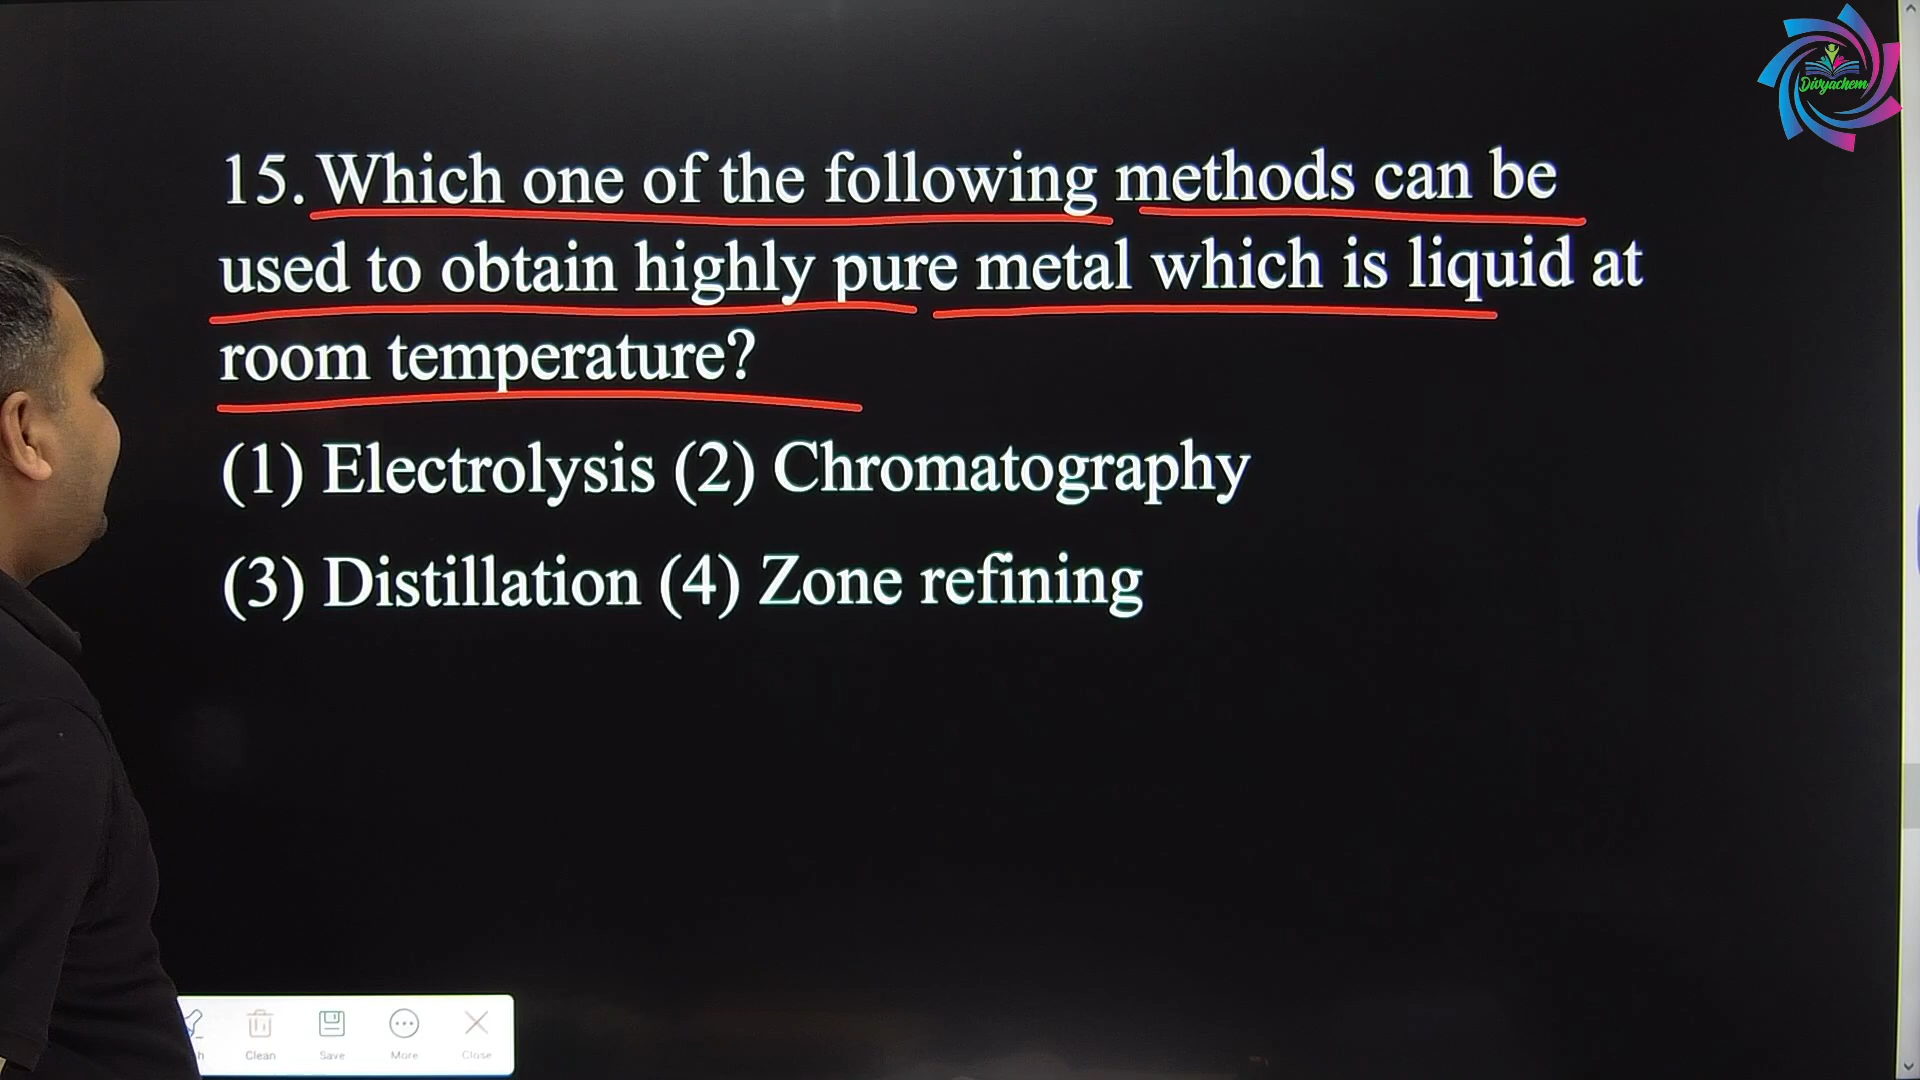 Divyachem
15. Which one of the following methods can be
used to obtain highly pure metal which is liquid at
room temperature?
(1) Electrolysis (2) Chromatography
(3) Distillation (4) Zone refining
Clean Save More Close